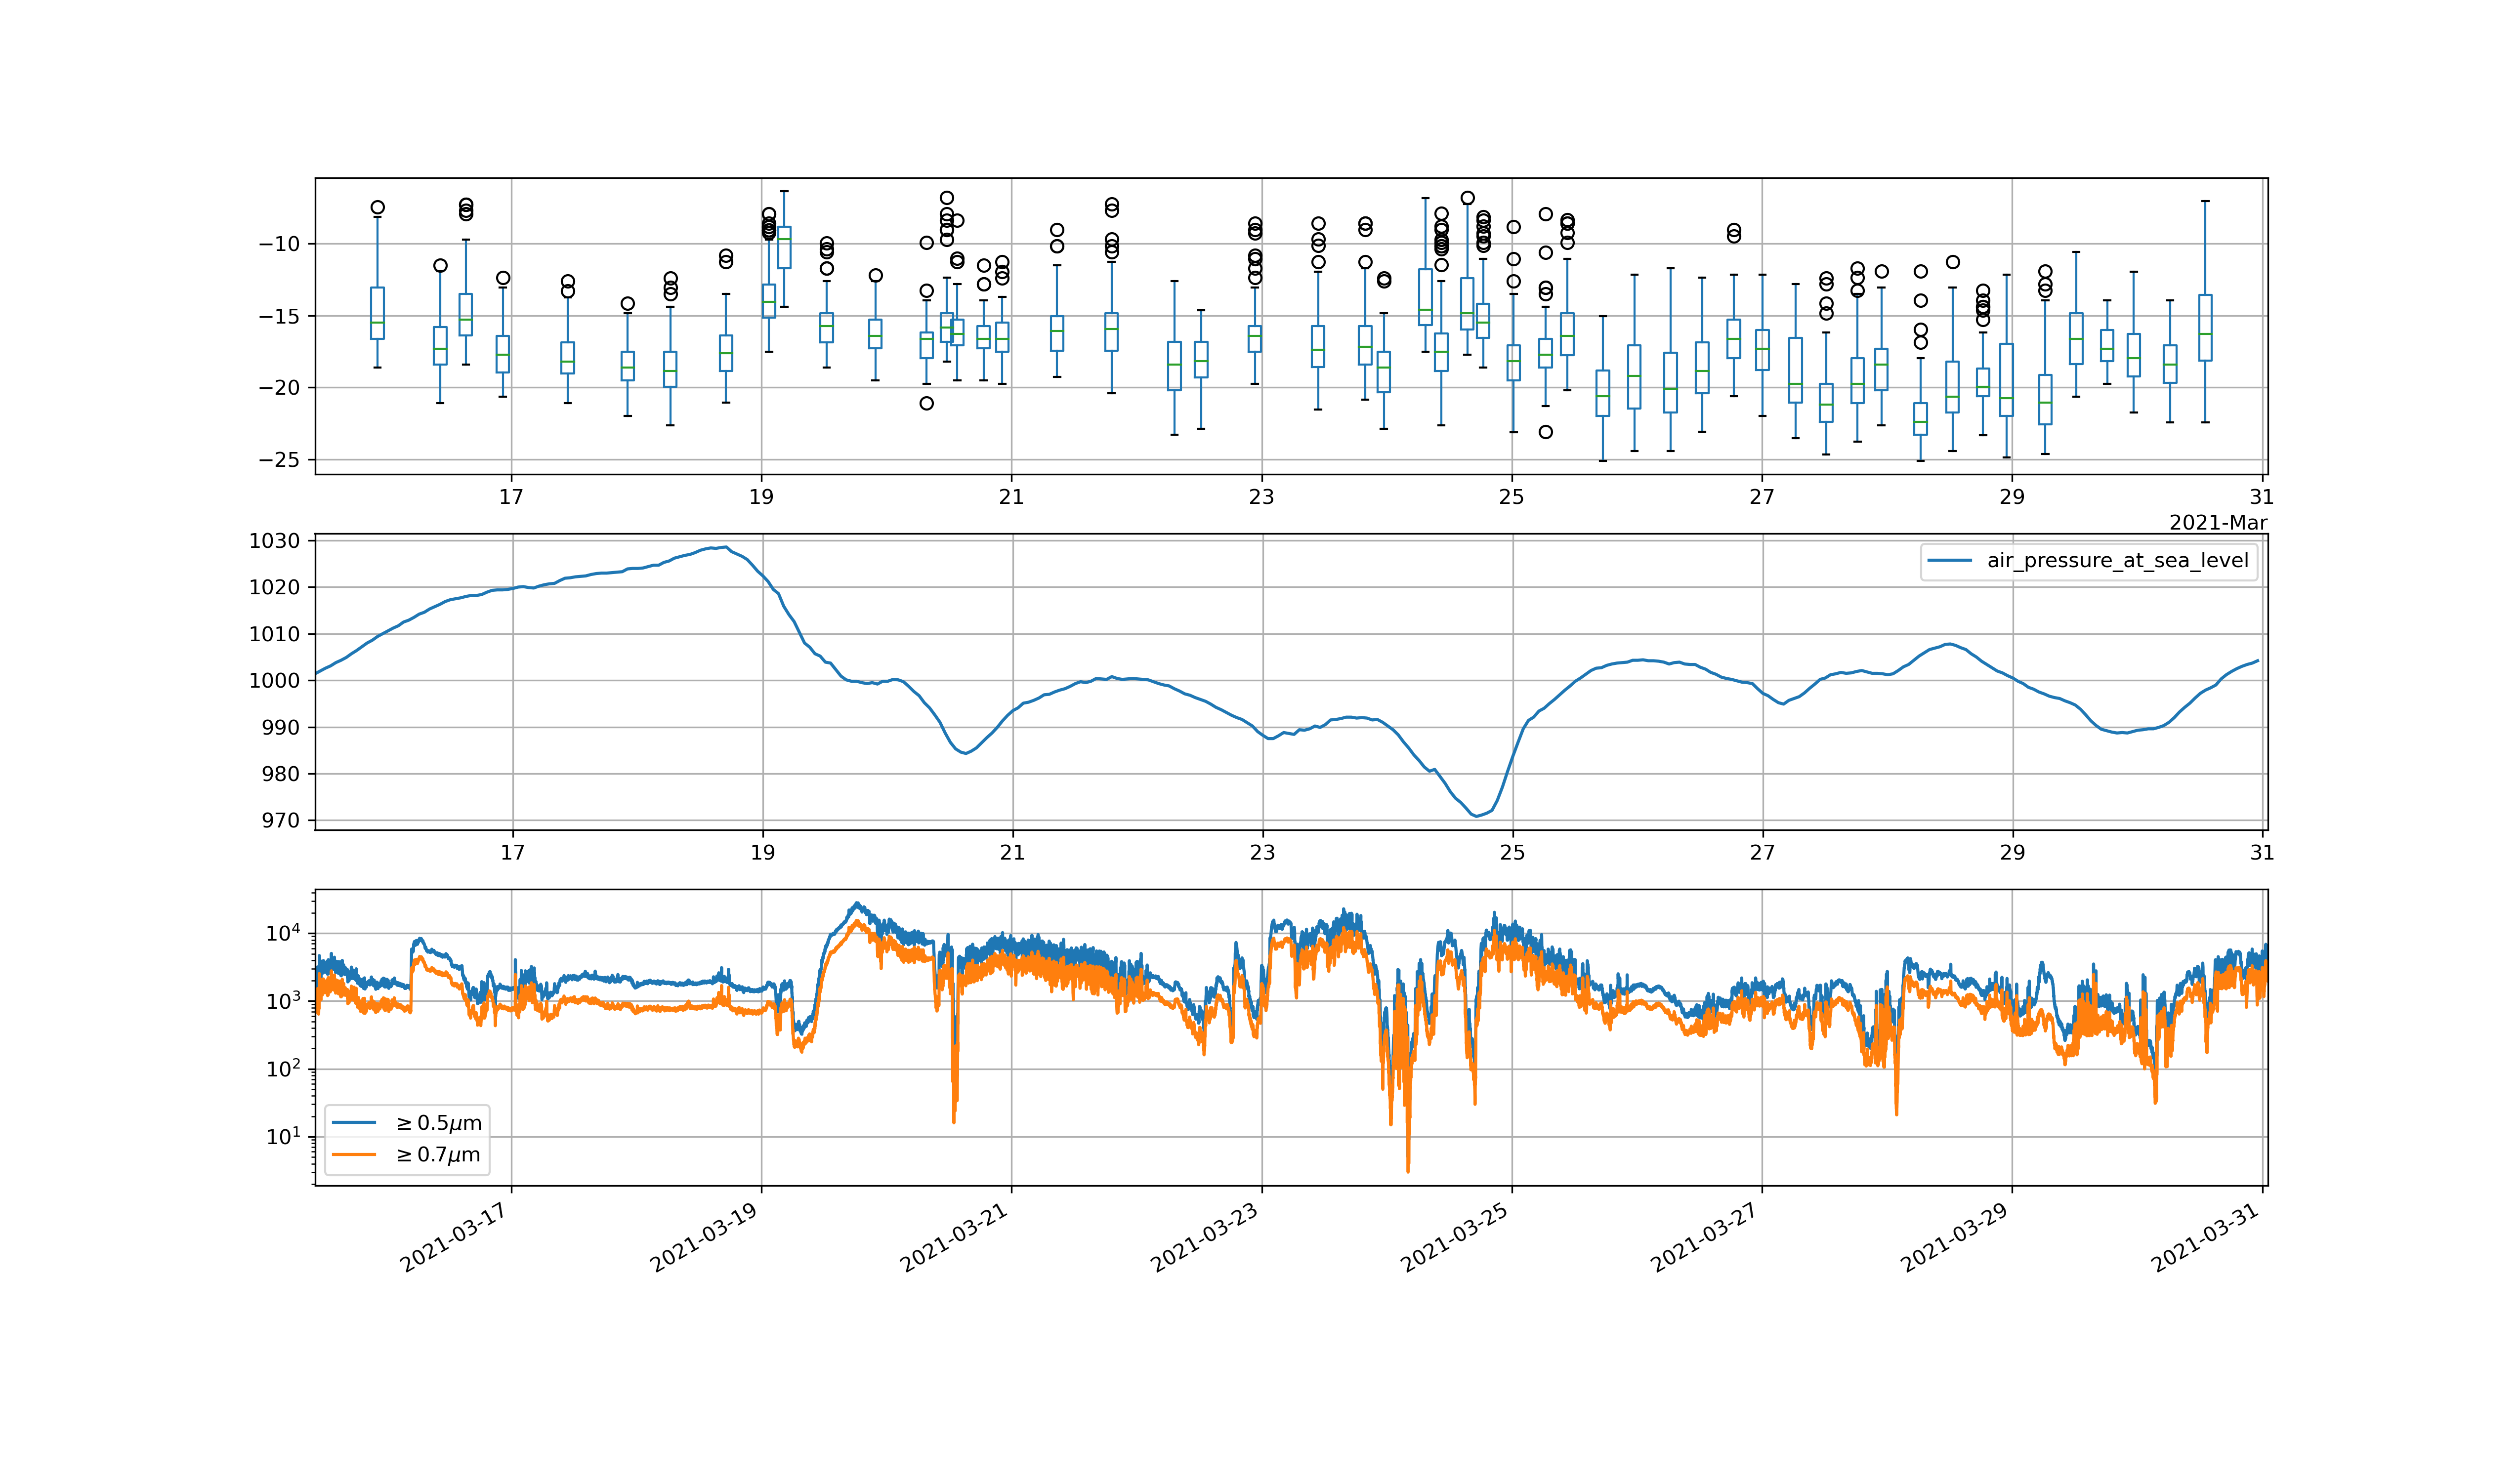 −10
−15
−20
−25
17 19 21 23 25 27 29 31
2021-Mar
1030
1020
1010
1000
990
980
970
air_pressure_at_sea_level
17 19 21 23 25 27 29 31
10⁴
10³
10²
10¹
≥0.5μm
≥0.7μm
2021-03-17 2021-03-19 2021-03-21 2021-03-23 2021-03-25 2021-03-27 2021-03-29 2021-03-31